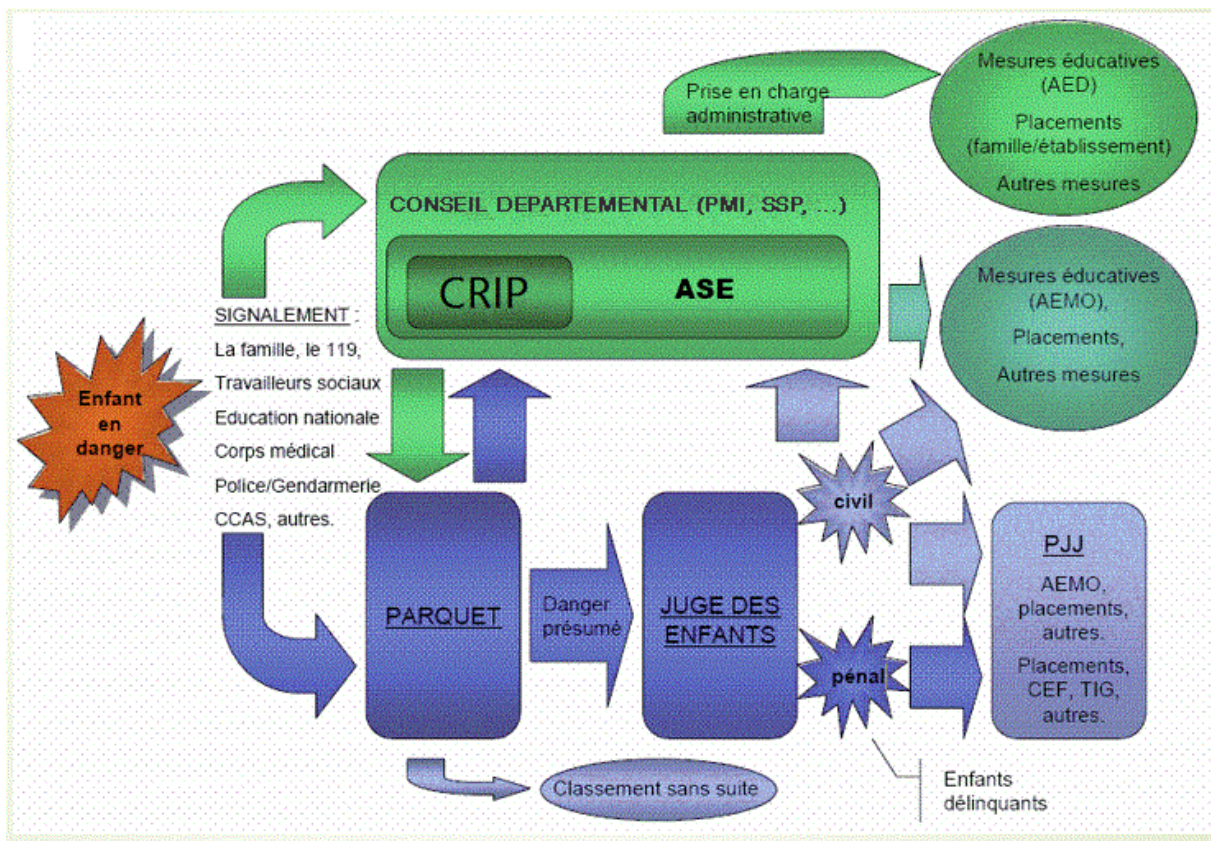 Mesures éducatives
(AED)
Placements
(famille/établissement)
Autres mesures
Prise en charge
administrative
CONSEIL DEPARTEMENTAL (PMI, SSP, ...)
CRIP
ASE
Mesures éducatives
(AEMO),
Placements,
Autres mesures
SIGNALEMENT :
La famille, le 119,
Travailleurs sociaux
Education nationale
Corps médical
Police/Gendarmerie
CCAS, autres.
Enfant
en
danger
PARQUET
Danger
présumé
JUGE DES
ENFANTS
civil
pénal
PJJ
AEMO,
placements,
autres.
Placements,
CEF, TIG,
autres.
Classement sans suite
Enfants
délinquants